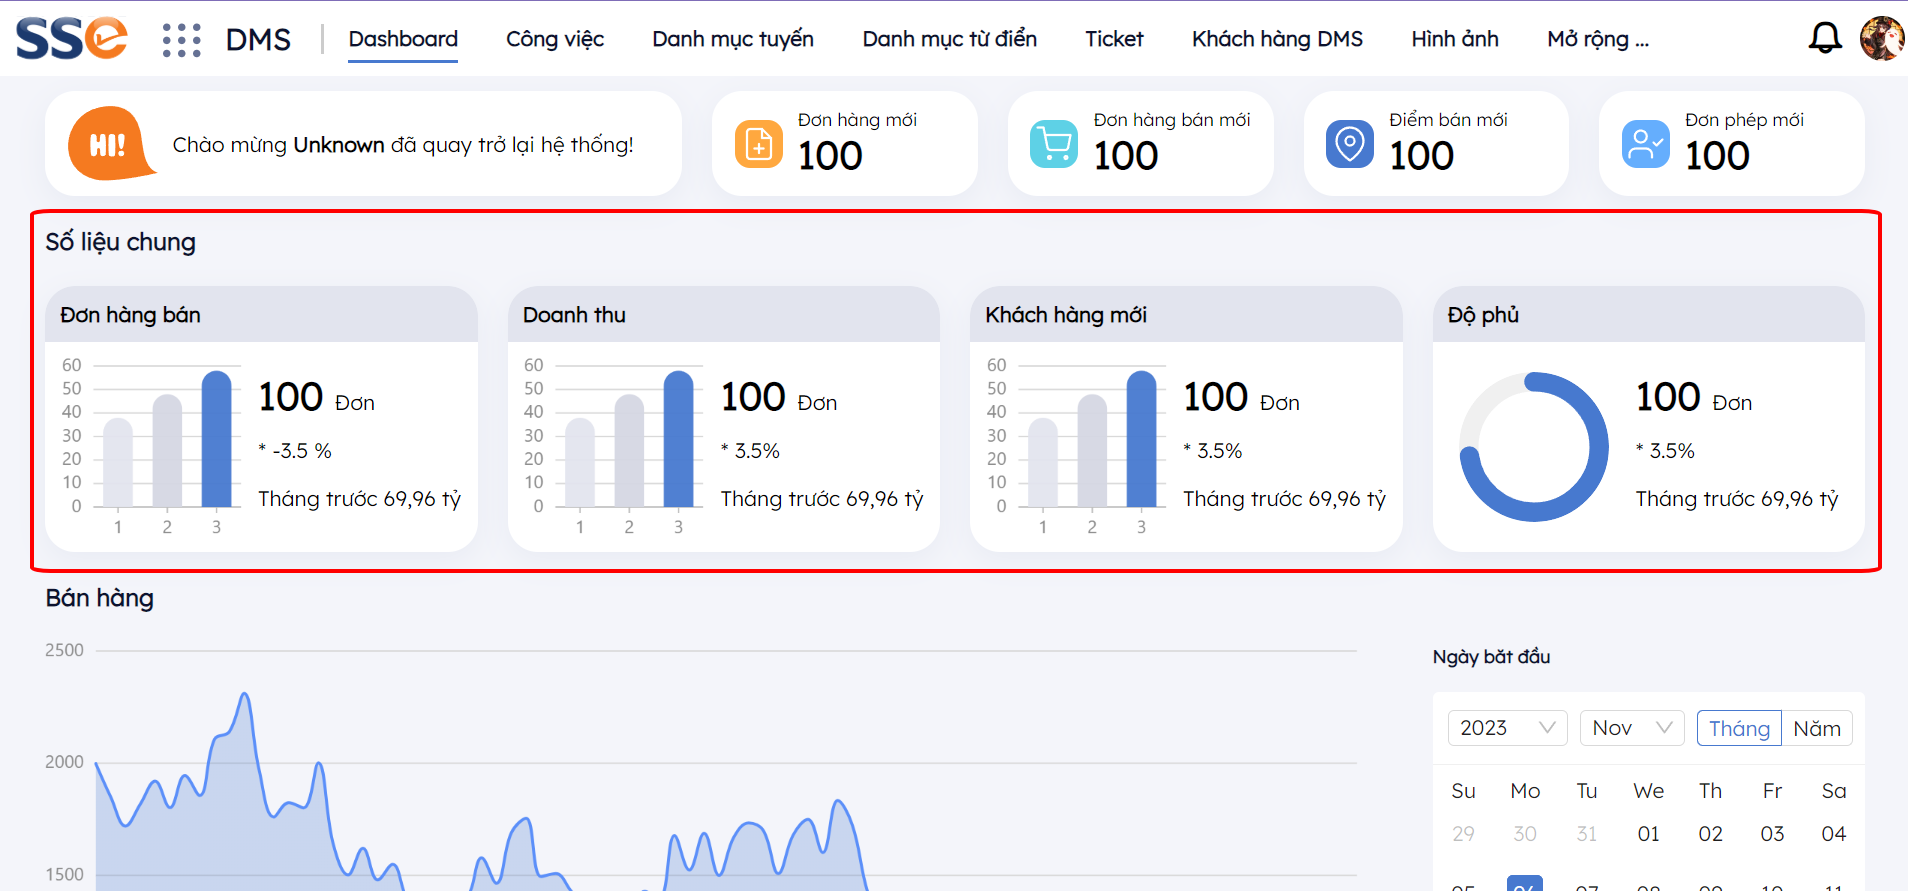 SSe DMS Dashboard Công việc Danh mục tuyến Danh mục từ điển Ticket Khách hàng DMS Hình ảnh Mở rộng ...
HI! Chào mừng Unknown đã quay trở lại hệ thống!
Đơn hàng mới
100
Đơn hàng bán mới
100
Điểm bán mới
100
Đơn phép mới
100
Số liệu chung
Đơn hàng bán
60
50
40
30
20
10
0
1 2 3
100 Đơn
* -3.5 %
Tháng trước 69,96 tỷ
Doanh thu
60
50
40
30
20
10
0
1 2 3
100 Đơn
* 3.5%
Tháng trước 69,96 tỷ
Khách hàng mới
60
50
40
30
20
10
0
1 2 3
100 Đơn
* 3.5%
Tháng trước 69,96 tỷ
Độ phủ
100 Đơn
* 3.5%
Tháng trước 69,96 tỷ
Bán hàng
2500
2000
1500
Ngày bắt đầu
2023 Nov Tháng Năm
Su Mo Tu We Th Fr Sa
29 30 31 01 02 03 04